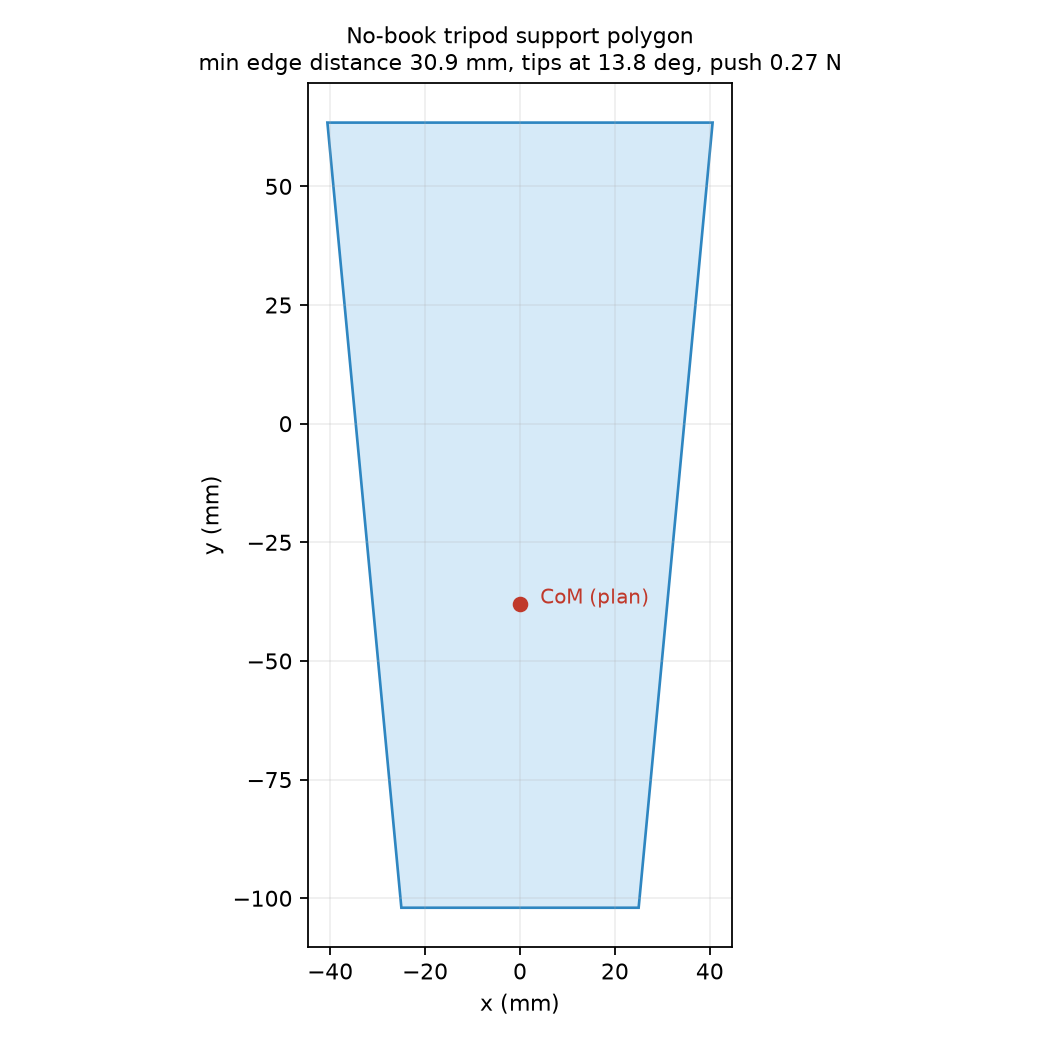 No-book tripod support polygon
min edge distance 30.9 mm, tips at 13.8 deg, push 0.27 N
50
25
0
−25
−50
−75
−100
y (mm)
CoM (plan)
−40
−20
0
20
40
x (mm)